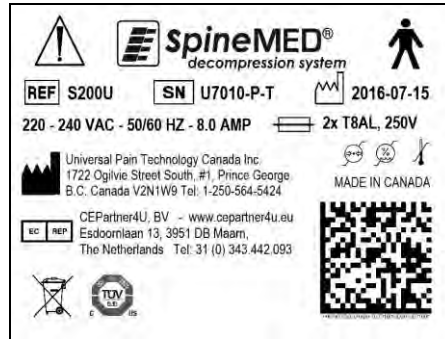 SpineMED®
decompression system
REF S200U SN U7010-P-T 2016-07-15
220 - 240 VAC - 50/60 HZ - 8.0 AMP 2x T8AL, 250V
Universal Pain Technology Canada Inc.
1722 Ogilvie Street South, #1, Prince George
B.C. Canada V2N1W9 Tel: 1-250-564-5424
MADE IN CANADA
EC REP
CEPartner4U, BV - www.cepartner4u.eu
Esdoornlaan 13, 3951 DB Maarn,
The Netherlands Tel: 31 (0) 343.442.093
TÜV
c us